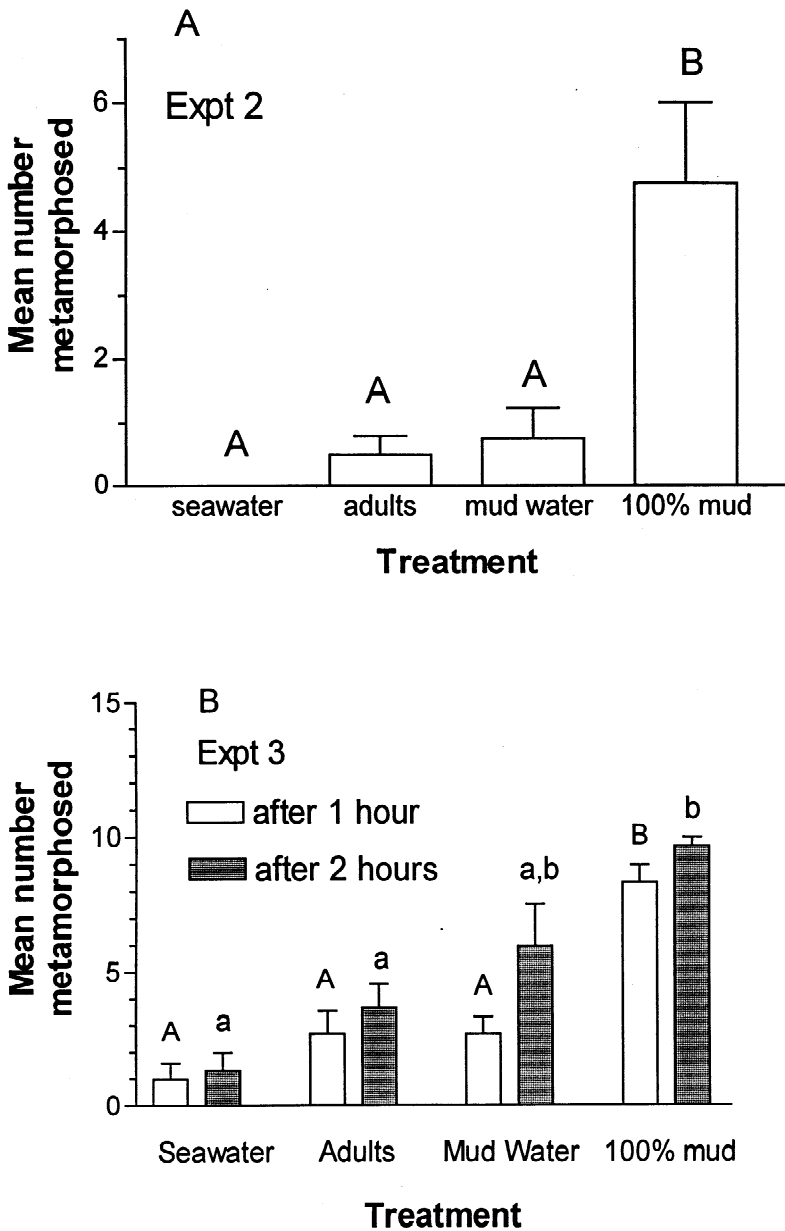 A
Expt 2
B
6
4
2
0
A
A
A
Mean number
metamorphosed
seawater adults mud water 100% mud
Treatment
B
Expt 3
after 1 hour
after 2 hours
15
10
5
0
A a A a A a,b B b
Mean number
metamorphosed
Seawater Adults Mud Water 100% mud
Treatment